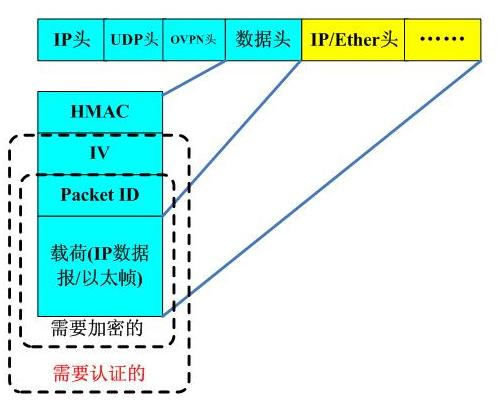 IP头 UDP头 OVPN头 数据头 IP/Ether头 ……
HMAC
IV
Packet ID
载荷(IP数据
报/以太帧)
需要加密的
需要认证的